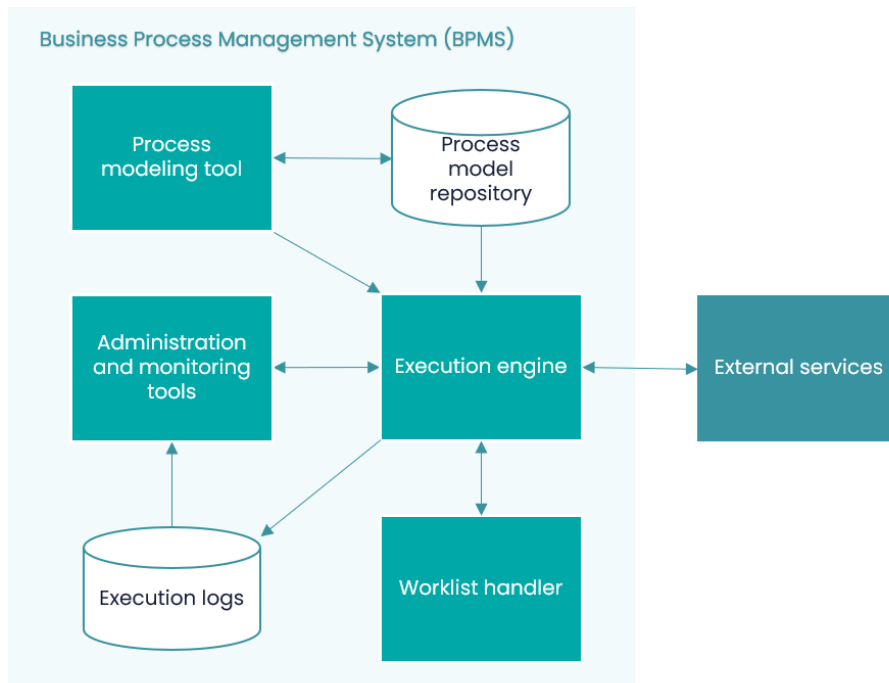 Business Process Management System (BPMS)
Process
modeling tool
Process
model
repository
Administration
and monitoring
tools
Execution engine
External services
Execution logs
Worklist handler